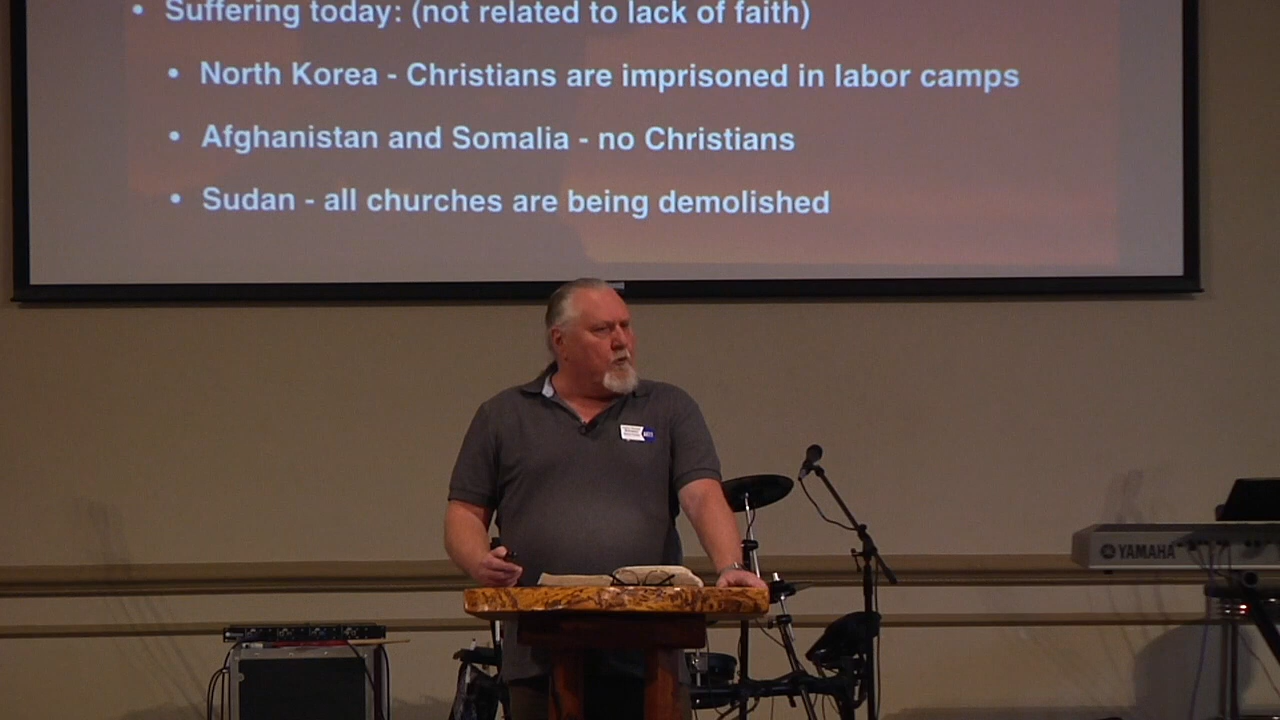 • Suffering today: (not related to lack of faith)
• North Korea - Christians are imprisoned in labor camps
• Afghanistan and Somalia - no Christians
• Sudan - all churches are being demolished
YAMAHA